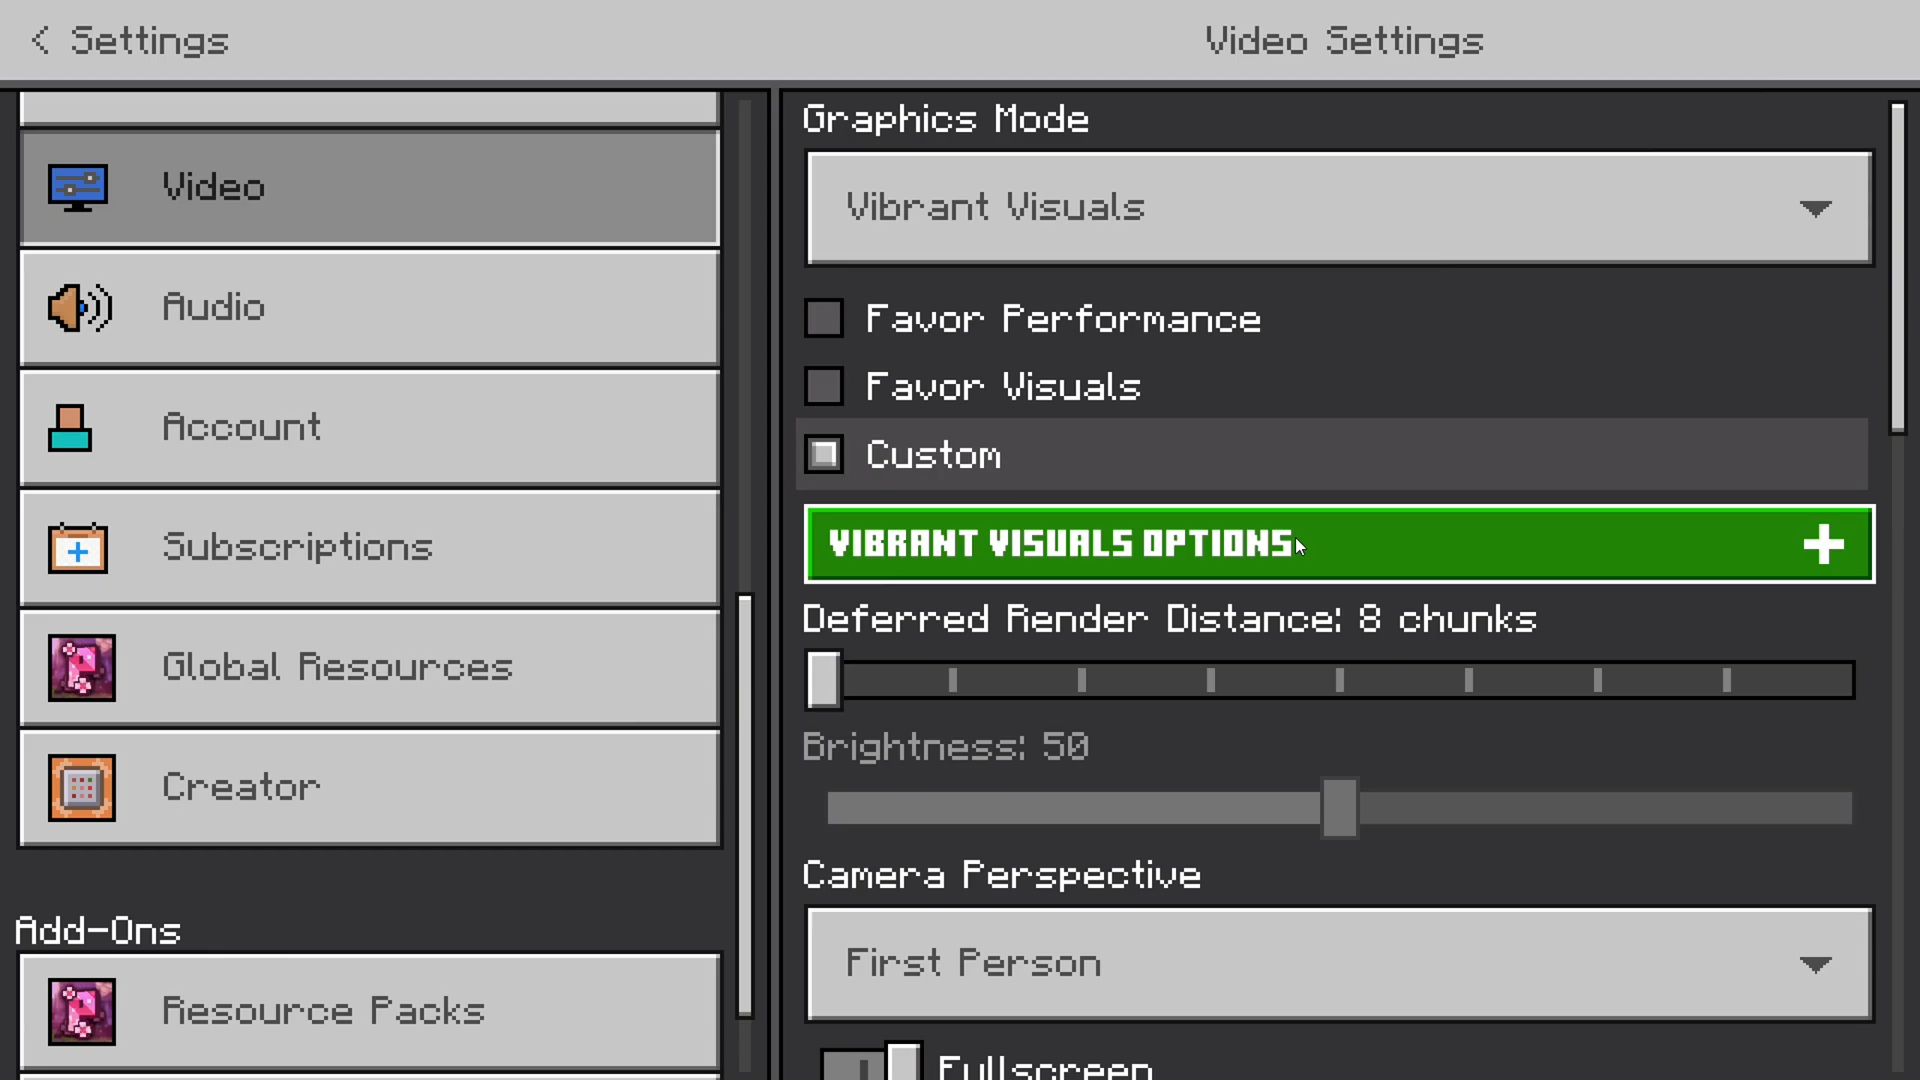 Settings
Video Settings
Video
Audio
Account
Subscriptions
Global Resources
Creator
Add-Ons
Resource Packs
Graphics Mode
Vibrant Visuals
Favor Performance
Favor Visuals
Custom
VIBRANT VISUALS OPTIONS
Deferred Render Distance: 8 chunks
Brightness: 50
Camera Perspective
First Person
Fullscreen